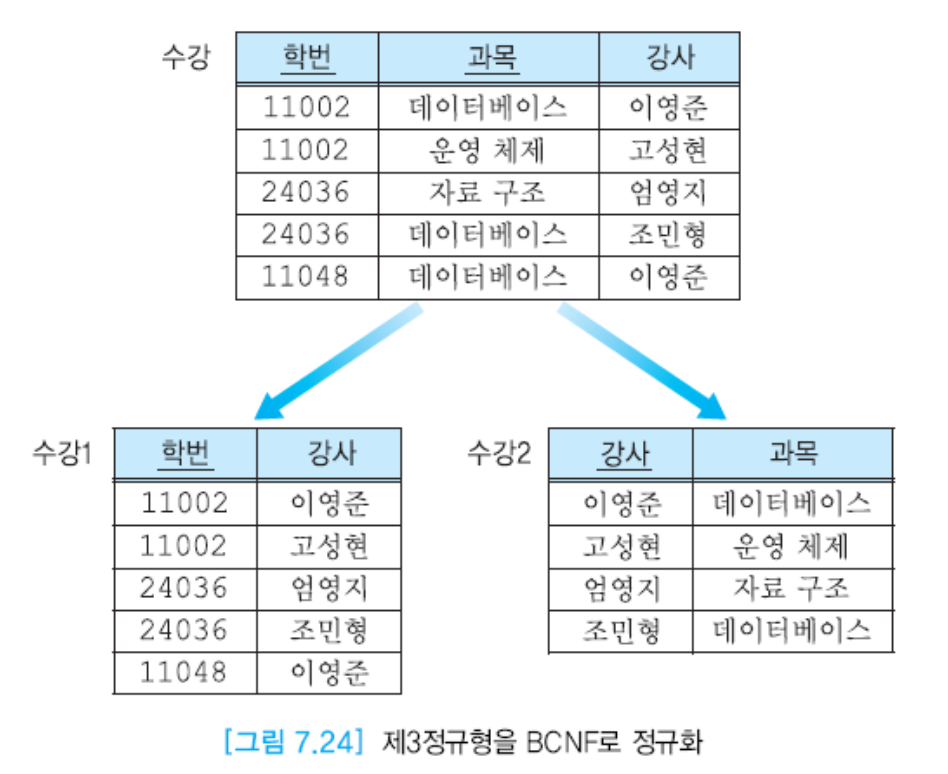 수강 학번 과목 강사
11002 데이터베이스 이영준
11002 운영 체제 고성현
24036 자료 구조 엄영지
24036 데이터베이스 조민형
11048 데이터베이스 이영준
수강1 학번 강사
11002 이영준
11002 고성현
24036 엄영지
24036 조민형
11048 이영준
수강2 강사 과목
이영준 데이터베이스
고성현 운영 체제
엄영지 자료 구조
조민형 데이터베이스
[그림 7.24] 제3정규형을 BCNF로 정규화